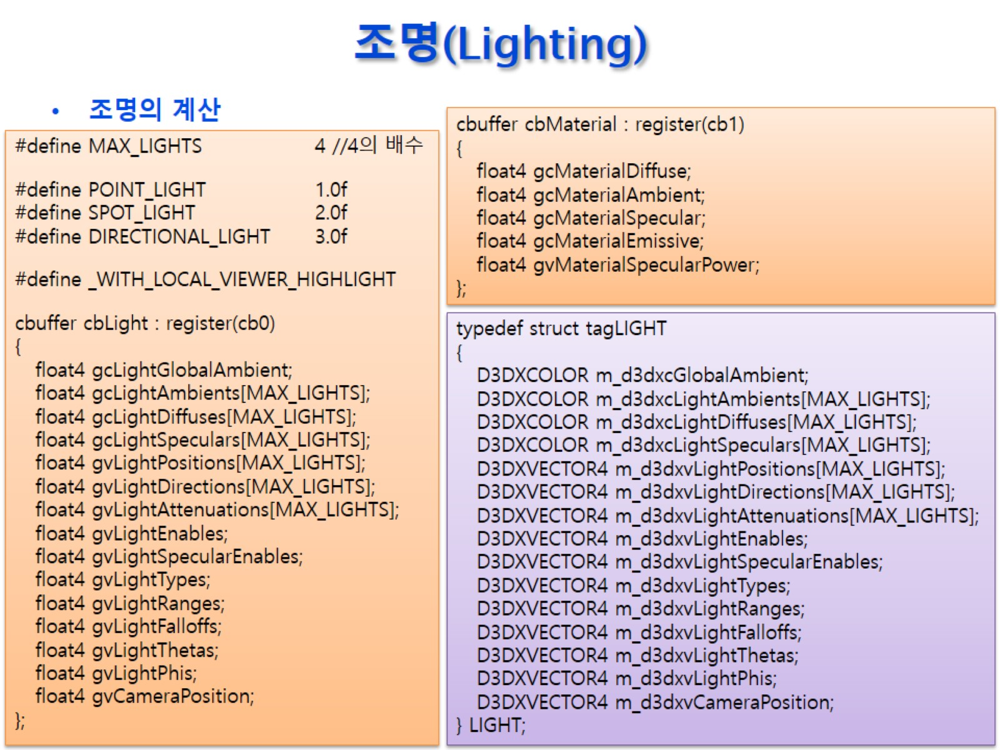 조명(Lighting)
• 조명의 계산
#define MAX_LIGHTS 4 //4의 배수
#define POINT_LIGHT 1.0f
#define SPOT_LIGHT 2.0f
#define DIRECTIONAL_LIGHT 3.0f
#define _WITH_LOCAL_VIEWER_HIGHLIGHT
cbuffer cbLight : register(cb0)
{
float4 gcLightGlobalAmbient;
float4 gcLightAmbients[MAX_LIGHTS];
float4 gcLightDiffuses[MAX_LIGHTS];
float4 gcLightSpeculars[MAX_LIGHTS];
float4 gvLightPositions[MAX_LIGHTS];
float4 gvLightDirections[MAX_LIGHTS];
float4 gvLightAttenuations[MAX_LIGHTS];
float4 gvLightEnables;
float4 gvLightSpecularEnables;
float4 gvLightTypes;
float4 gvLightRanges;
float4 gvLightFalloffs;
float4 gvLightThetas;
float4 gvLightPhis;
float4 gvCameraPosition;
};
cbuffer cbMaterial : register(cb1)
{
float4 gcMaterialDiffuse;
float4 gcMaterialAmbient;
float4 gcMaterialSpecular;
float4 gcMaterialEmissive;
float4 gvMaterialSpecularPower;
};
typedef struct tagLIGHT
{
D3DXCOLOR m_d3dxcGlobalAmbient;
D3DXCOLOR m_d3dxcLightAmbients[MAX_LIGHTS];
D3DXCOLOR m_d3dxcLightDiffuses[MAX_LIGHTS];
D3DXCOLOR m_d3dxcLightSpeculars[MAX_LIGHTS];
D3DXVECTOR4 m_d3dxvLightPositions[MAX_LIGHTS];
D3DXVECTOR4 m_d3dxvLightDirections[MAX_LIGHTS];
D3DXVECTOR4 m_d3dxvLightAttenuations[MAX_LIGHTS];
D3DXVECTOR4 m_d3dxvLightEnables;
D3DXVECTOR4 m_d3dxvLightSpecularEnables;
D3DXVECTOR4 m_d3dxvLightTypes;
D3DXVECTOR4 m_d3dxvLightRanges;
D3DXVECTOR4 m_d3dxvLightFalloffs;
D3DXVECTOR4 m_d3dxvLightThetas;
D3DXVECTOR4 m_d3dxvLightPhis;
D3DXVECTOR4 m_d3dxvCameraPosition;
} LIGHT;